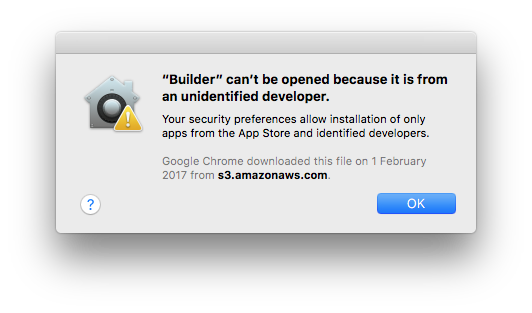 “Builder” can’t be opened because it is from
an unidentified developer.
Your security preferences allow installation of only
apps from the App Store and identified developers.
Google Chrome downloaded this file on 1 February
2017 from s3.amazonaws.com.
?
OK